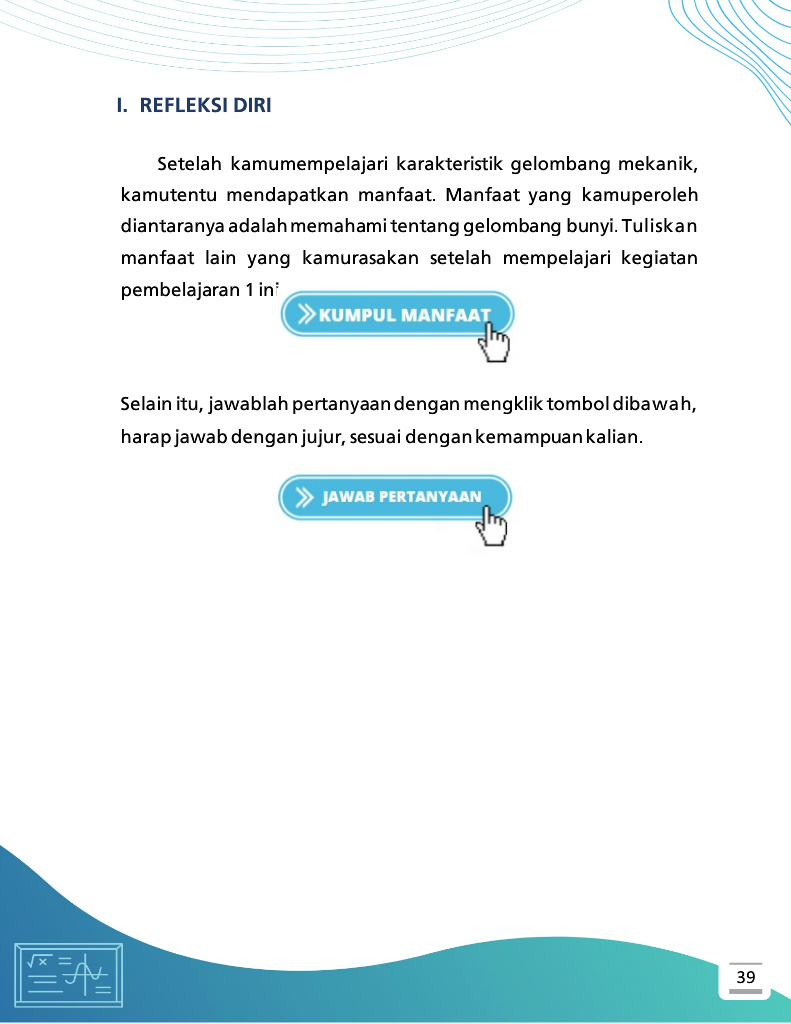 I. REFLEKSI DIRI
Setelah kamumempelajari karakteristik gelombang mekanik,
kamutentu mendapatkan manfaat. Manfaat yang kamuperoleh
diantaranya adalah memahami tentang gelombang bunyi. Tuliskan
manfaat lain yang kamurasakan setelah mempelajari kegiatan
pembelajaran 1 ini
KUMPUL MANFAAT
Selain itu, jawablah pertanyaan dengan mengklik tombol dibawah,
harap jawab dengan jujur, sesuai dengan kemampuan kalian.
JAWAB PERTANYAAN
√x
39